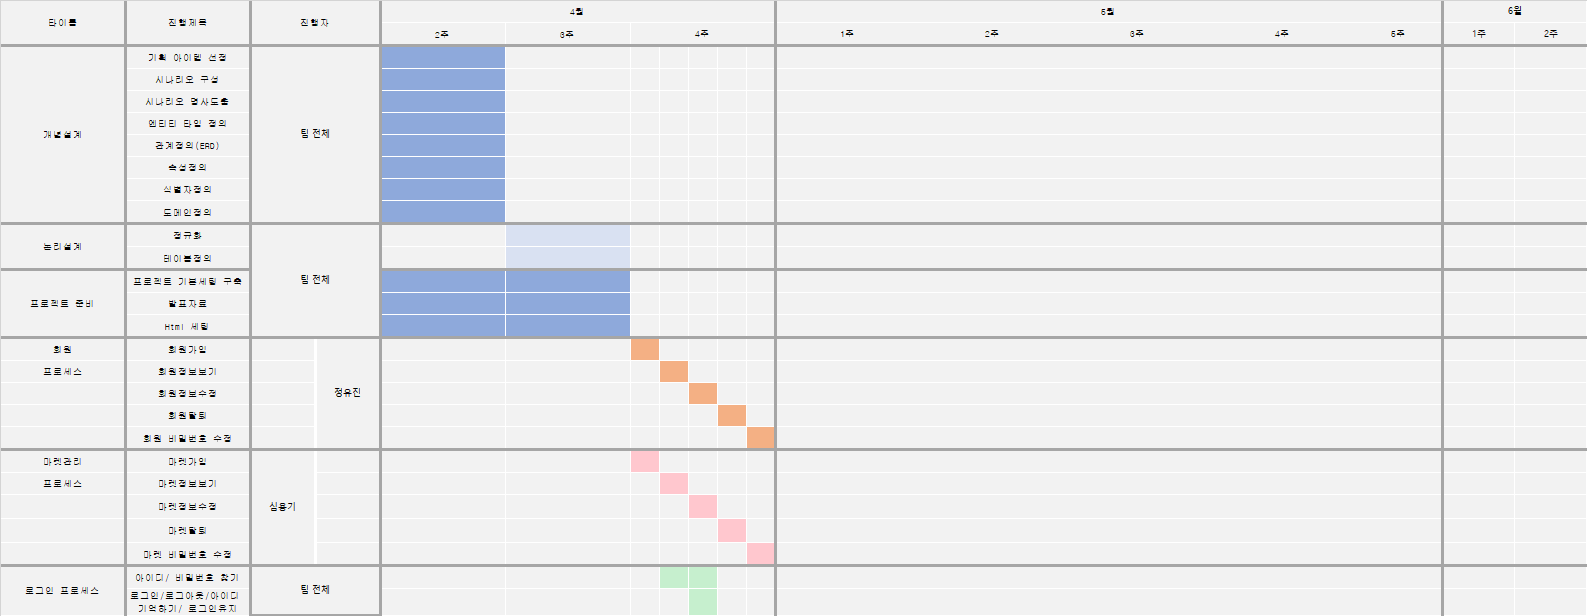 타이틀 진행제목 진행자 4월 5월 6월
2주 3주 4주 1주 2주 3주 4주 5주 1주 2주
개념설계 기획 아이템 선정 팀 전체
시나리오 구성
시나리오 명사도출
엔티티 타입 정의
관계정의(ERD)
속성정의
식별자정의
도메인정의
논리설계 정규화 팀 전체
테이블정의
프로젝트 준비 프로젝트 기본세팅 구축
발표자료
Html 세팅
회원 회원가입
프로세스 회원정보보기
회원정보수정 정유진
회원탈퇴
회원 비밀번호 수정
마켓관리 마켓가입
프로세스 마켓정보보기
마켓정보수정 심용기
마켓탈퇴
마켓 비밀번호 수정
로그인 프로세스 아이디/ 비밀번호 찾기 팀 전체
로그인/로그아웃/아이디
기억하기/ 로그인유지